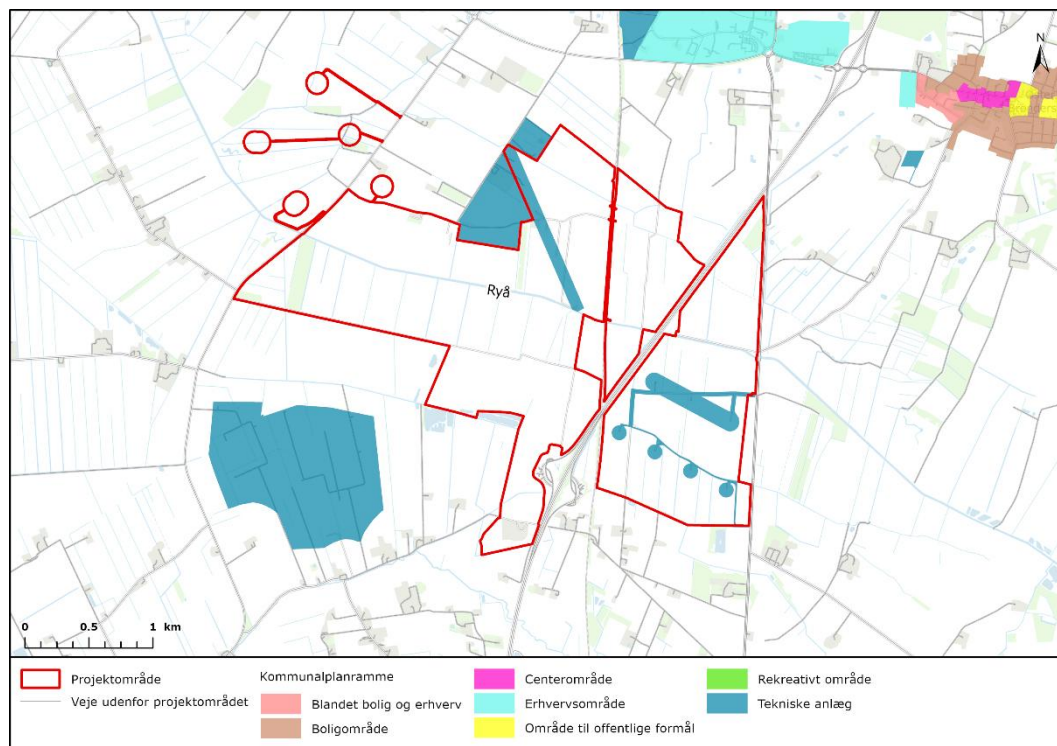 N
Ryå
0 0.5 1 km
Projektområde
Veje udenfor projektområdet
Kommunalplanramme
Blandet bolig og erhverv
Boligområde
Centerområde
Erhvervsområde
Område til offentlige formål
Rekreativt område
Tekniske anlæg